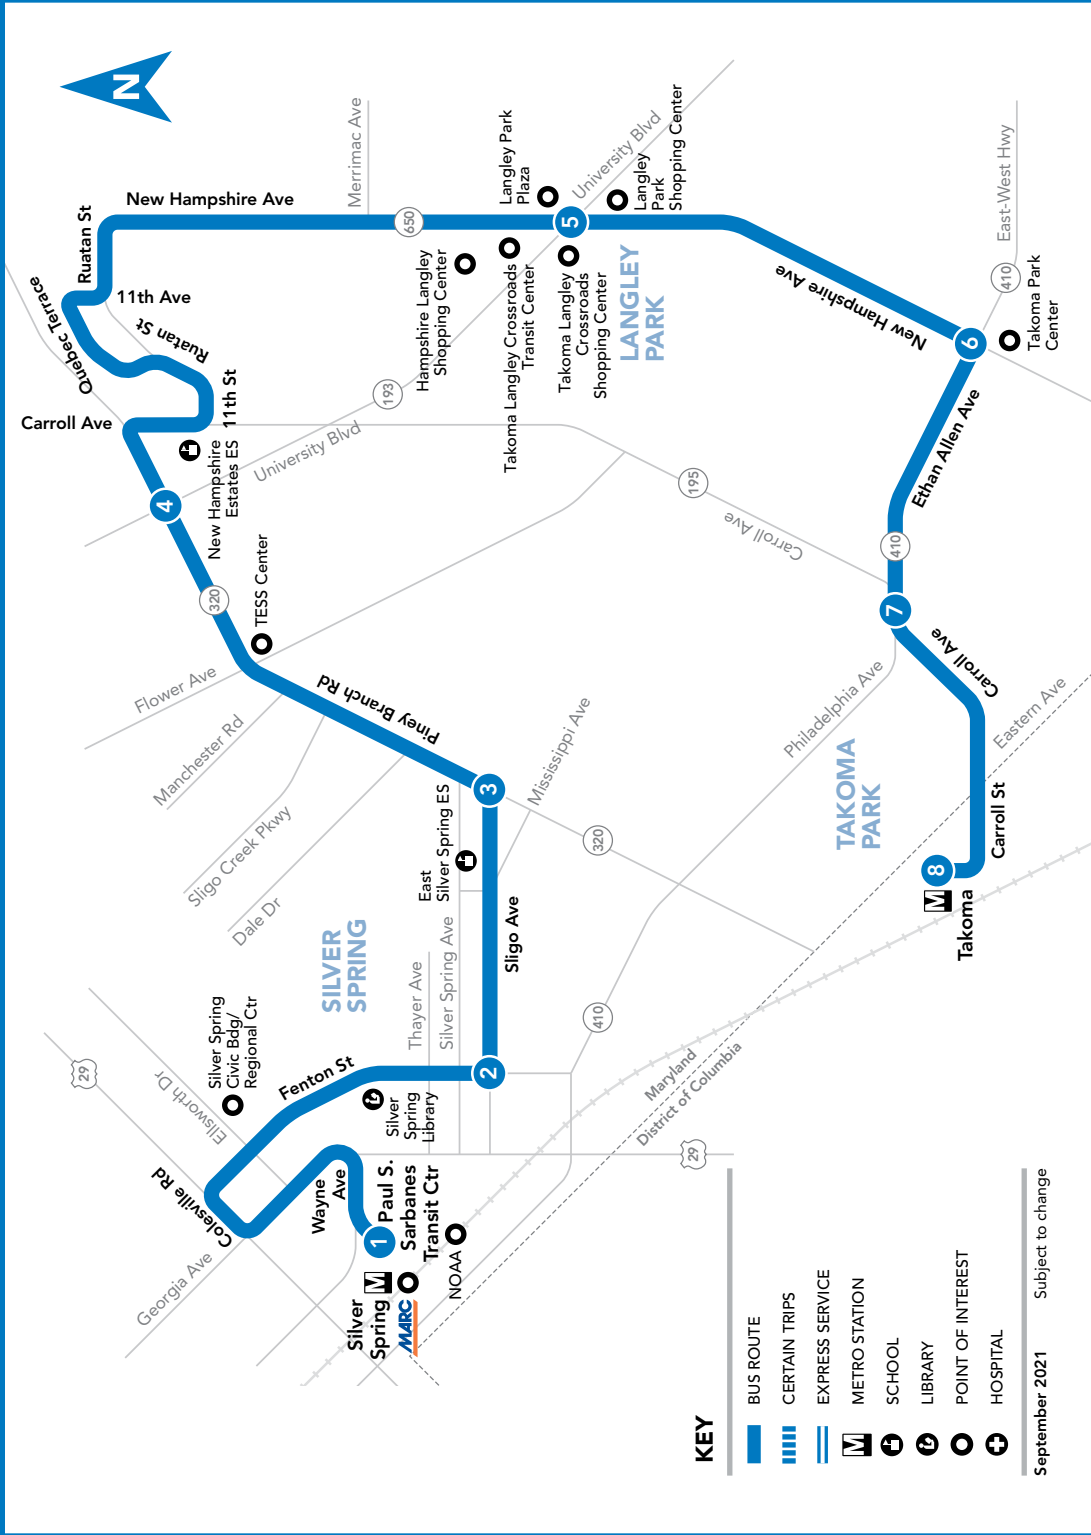 N
New Hampshire Ave
Ruatan St
11th Ave
Quebec Terrace
Ruatan St
Carroll Ave
11th St
New Hampshire
Estates ES
4
University Blvd
193
320
TESS Center
Flower Ave
Manchester Rd
Sligo Creek Pkwy
Dale Dr
Piney Branch Rd
Merrimac Ave
650
Hampshire Langley
Shopping Center
Langley Park
Plaza
Takoma Langley Crossroads
Transit Center
5
Takoma Langley
Crossroads
Shopping Center
University Blvd
Langley
Park
Shopping Center
LANGLEY
PARK
New Hampshire Ave
East-West Hwy
410
6
Takoma Park
Center
Ethan Allen Ave
195
Carroll Ave
410
7
Carroll Ave
Philadelphia Ave
Eastern Ave
TAKOMA
PARK
Carroll St
8
M
Takoma
3
Mississippi Ave
320
East
Silver Spring ES
Sligo Ave
SILVER
SPRING
Silver Spring Ave
Thayer Ave
410
2
Fenton St
Silver Spring
Civic Bdg/
Regional Ctr
29
Ellsworth Dr
Silver
Spring
Library
Colesville Rd
Georgia Ave
Wayne
Ave
1
Paul S.
Sarbanes
Transit Ctr
M
Silver
Spring
MARC
NOAA
29
Maryland
District of Columbia
KEY
BUS ROUTE
CERTAIN TRIPS
EXPRESS SERVICE
M METRO STATION
SCHOOL
LIBRARY
POINT OF INTEREST
HOSPITAL
September 2021 Subject to change